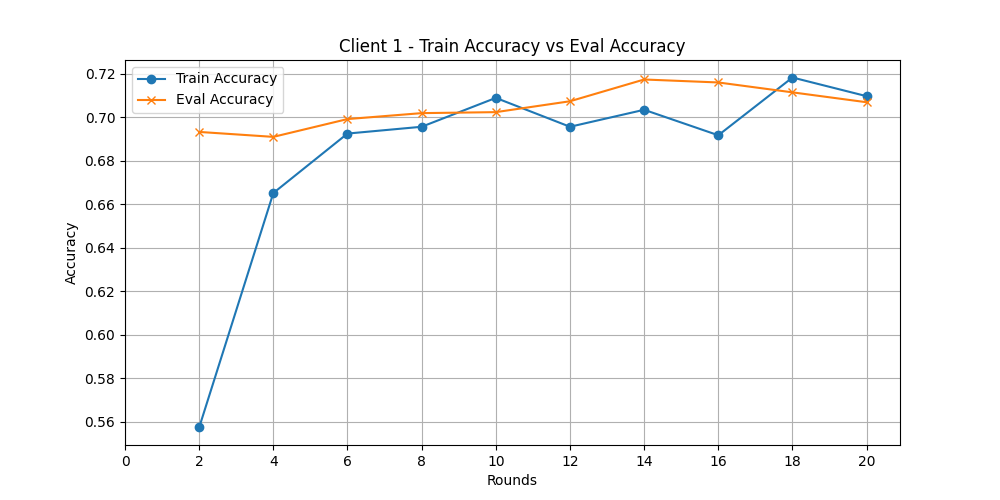 Client 1 - Train Accuracy vs Eval Accuracy
Train Accuracy
Eval Accuracy
0.72
0.70
0.68
0.66
0.64
0.62
0.60
0.58
0.56
Accuracy
0 2 4 6 8 10 12 14 16 18 20
Rounds